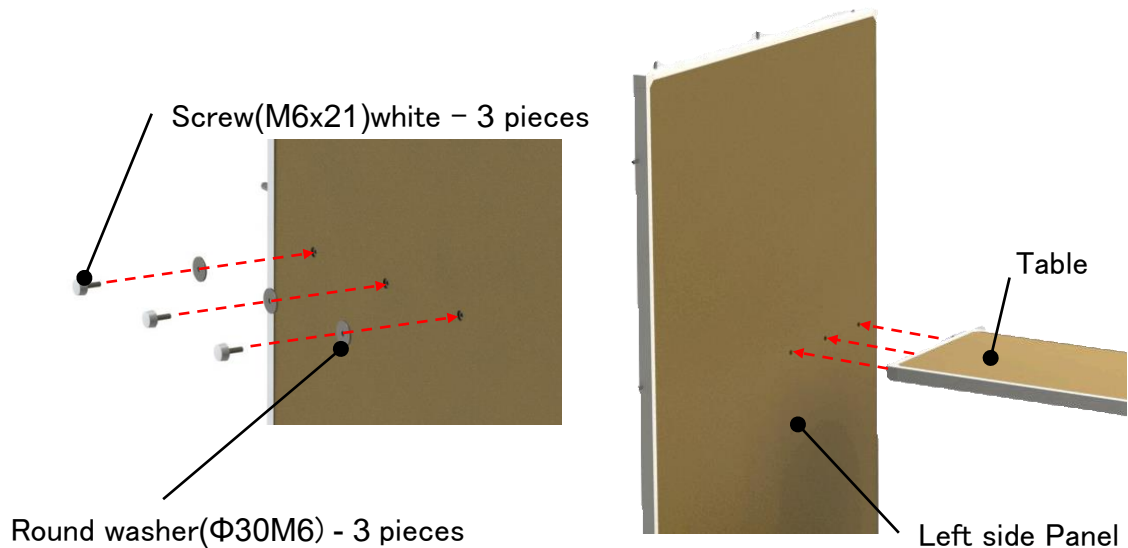 Screw(M6x21)white − 3 pieces
Table
Round washer(Φ30M6) - 3 pieces
Left side Panel